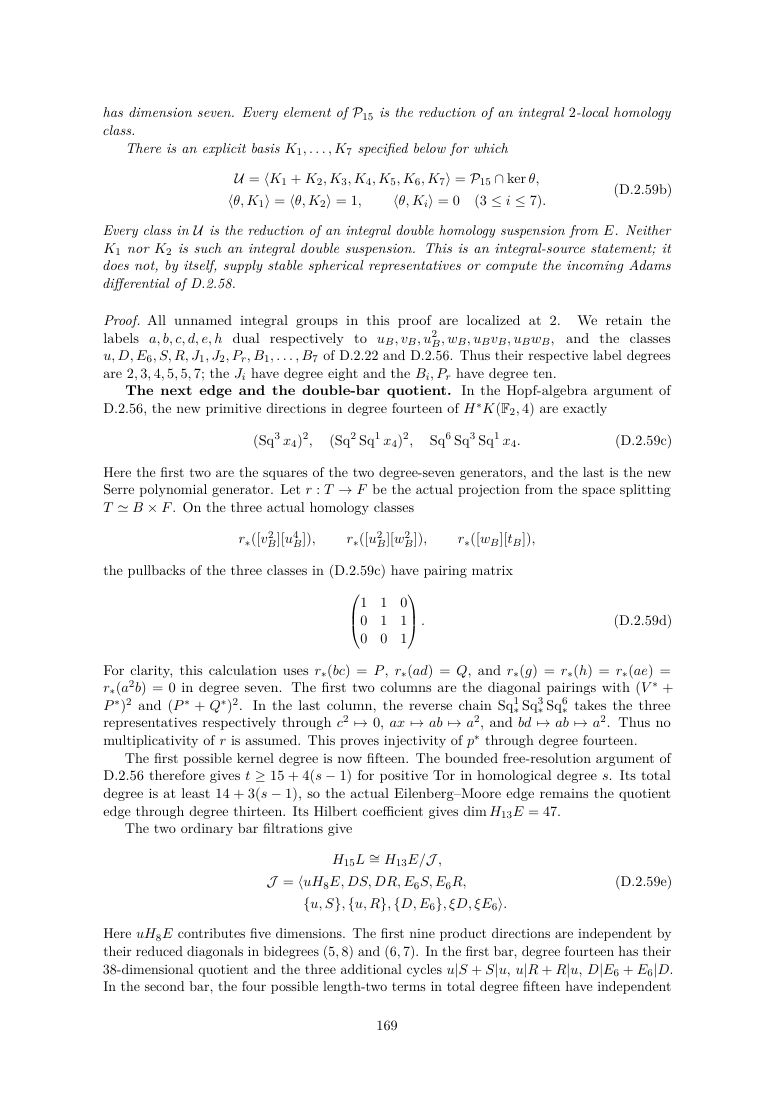 has dimension seven. Every element of 𝒫₁₅ is the reduction of an integral 2-local homology
class.
There is an explicit basis K₁, . . . , K₇ specified below for which
𝒰 = ⟨K₁ + K₂, K₃, K₄, K₅, K₆, K₇⟩ = 𝒫₁₅ ∩ ker θ,
⟨θ, K₁⟩ = ⟨θ, K₂⟩ = 1, ⟨θ, Kᵢ⟩ = 0 (3 ≤ i ≤ 7).
(D.2.59b)
Every class in 𝒰 is the reduction of an integral double homology suspension from E. Neither
K₁ nor K₂ is such an integral double suspension. This is an integral-source statement; it
does not, by itself, supply stable spherical representatives or compute the incoming Adams
differential of D.2.58.
Proof. All unnamed integral groups in this proof are localized at 2. We retain the
labels a, b, c, d, e, h dual respectively to u_B, v_B, u_B², w_B, u_Bv_B, u_Bw_B, and the classes
u, D, E₆, S, R, J₁, J₂, Pᵣ, B₁, . . . , B₇ of D.2.22 and D.2.56. Thus their respective label degrees
are 2, 3, 4, 5, 5, 7; the Jᵢ have degree eight and the Bᵢ, Pᵣ have degree ten.
The next edge and the double-bar quotient. In the Hopf-algebra argument of
D.2.56, the new primitive directions in degree fourteen of H*K(𝔽₂, 4) are exactly
(Sq³ x₄)², (Sq² Sq¹ x₄)², Sq⁶ Sq³ Sq¹ x₄. (D.2.59c)
Here the first two are the squares of the two degree-seven generators, and the last is the new
Serre polynomial generator. Let r : T → F be the actual projection from the space splitting
T ≃ B × F. On the three actual homology classes
r_*([v_B²][u_B⁴]), r_*([u_B²][w_B²]), r_*([w_B][t_B]),
the pullbacks of the three classes in (D.2.59c) have pairing matrix
1 1 0
0 1 1
0 0 1
. (D.2.59d)
For clarity, this calculation uses r_*(bc) = P, r_*(ad) = Q, and r_*(g) = r_*(h) = r_*(ae) =
r_*(a²b) = 0 in degree seven. The first two columns are the diagonal pairings with (V* +
P*)² and (P* + Q*)². In the last column, the reverse chain Sq¹_* Sq³_* Sq⁶_* takes the three
representatives respectively through c² ↦ 0, ax ↦ ab ↦ a², and bd ↦ ab ↦ a². Thus no
multiplicativity of r is assumed. This proves injectivity of p* through degree fourteen.
The first possible kernel degree is now fifteen. The bounded free-resolution argument of
D.2.56 therefore gives t ≥ 15 + 4(s − 1) for positive Tor in homological degree s. Its total
degree is at least 14 + 3(s − 1), so the actual Eilenberg–Moore edge remains the quotient
edge through degree thirteen. Its Hilbert coefficient gives dim H₁₃E = 47.
The two ordinary bar filtrations give
H₁₅L ≅ H₁₃E/𝒥,
𝒥 = ⟨uH₈E, DS, DR, E₆S, E₆R,
{u, S}, {u, R}, {D, E₆}, ξD, ξE₆⟩.
(D.2.59e)
Here uH₈E contributes five dimensions. The first nine product directions are independent by
their reduced diagonals in bidegrees (5, 8) and (6, 7). In the first bar, degree fourteen has their
38-dimensional quotient and the three additional cycles u|S + S|u, u|R + R|u, D|E₆ + E₆|D.
In the second bar, the four possible length-two terms in total degree fifteen have independent
169